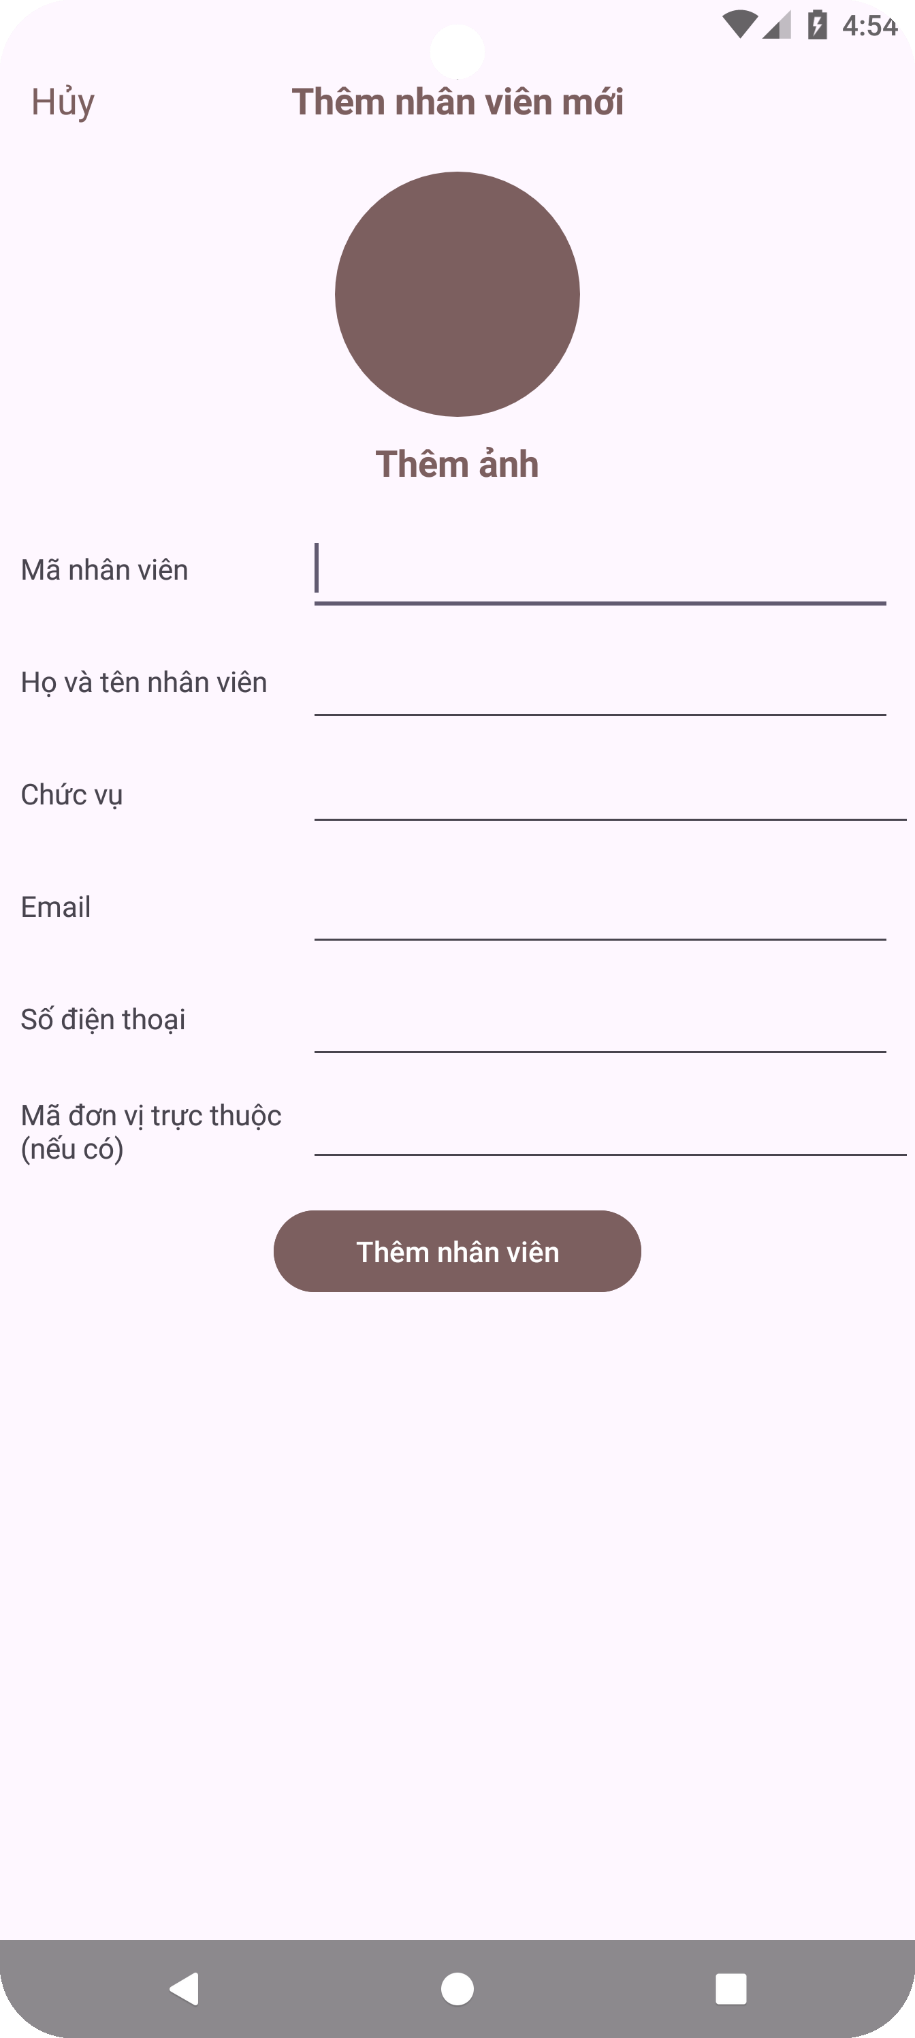 4:54
Hủy
Thêm nhân viên mới
Thêm ảnh
Mã nhân viên
Họ và tên nhân viên
Chức vụ
Email
Số điện thoại
Mã đơn vị trực thuộc
(nếu có)
Thêm nhân viên